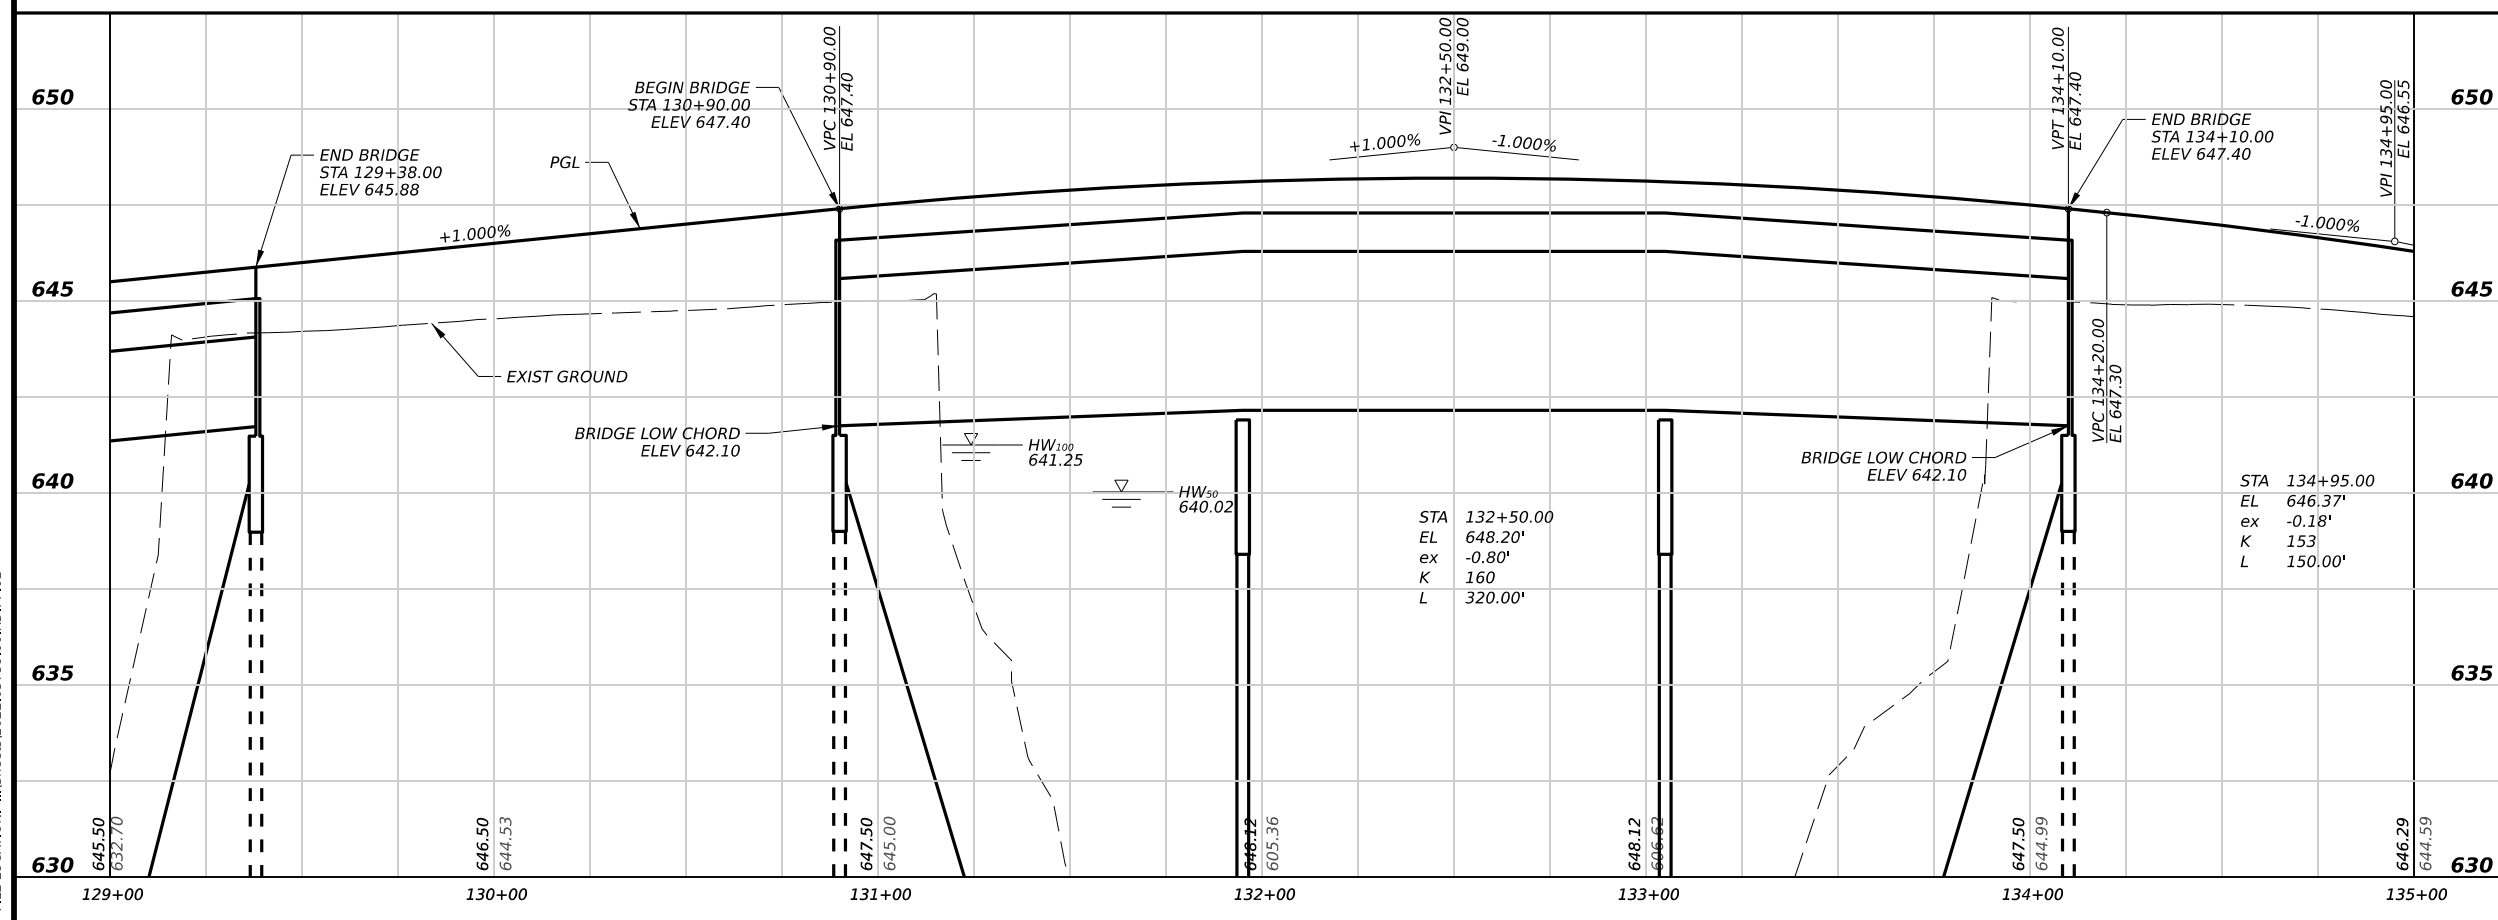 VPC 130+90.00
EL 647.40
VPI 132+50.00
EL 649.00
VPT 134+10.00
EL 647.40
VPI 134+95.00
EL 646.55
650
650
BEGIN BRIDGE
STA 130+90.00
ELEV 647.40
END BRIDGE
STA 129+38.00
ELEV 645.88
PGL
+1.000%
+1.000%
-1.000%
END BRIDGE
STA 134+10.00
ELEV 647.40
-1.000%
645
645
EXIST GROUND
VPC 134+20.00
EL 647.30
BRIDGE LOW CHORD
ELEV 642.10
HW100
641.25
HW50
640.02
BRIDGE LOW CHORD
ELEV 642.10
640
640
STA 132+50.00
EL 648.20'
ex -0.80'
K 160
L 320.00'
STA 134+95.00
EL 646.37'
ex -0.18'
K 153
L 150.00'
635
635
645.50
632.70
646.50
644.53
647.50
645.00
648.12
605.36
648.12
606.62
647.50
644.99
646.29
644.59
630
630
129+00
130+00
131+00
132+00
133+00
134+00
135+00